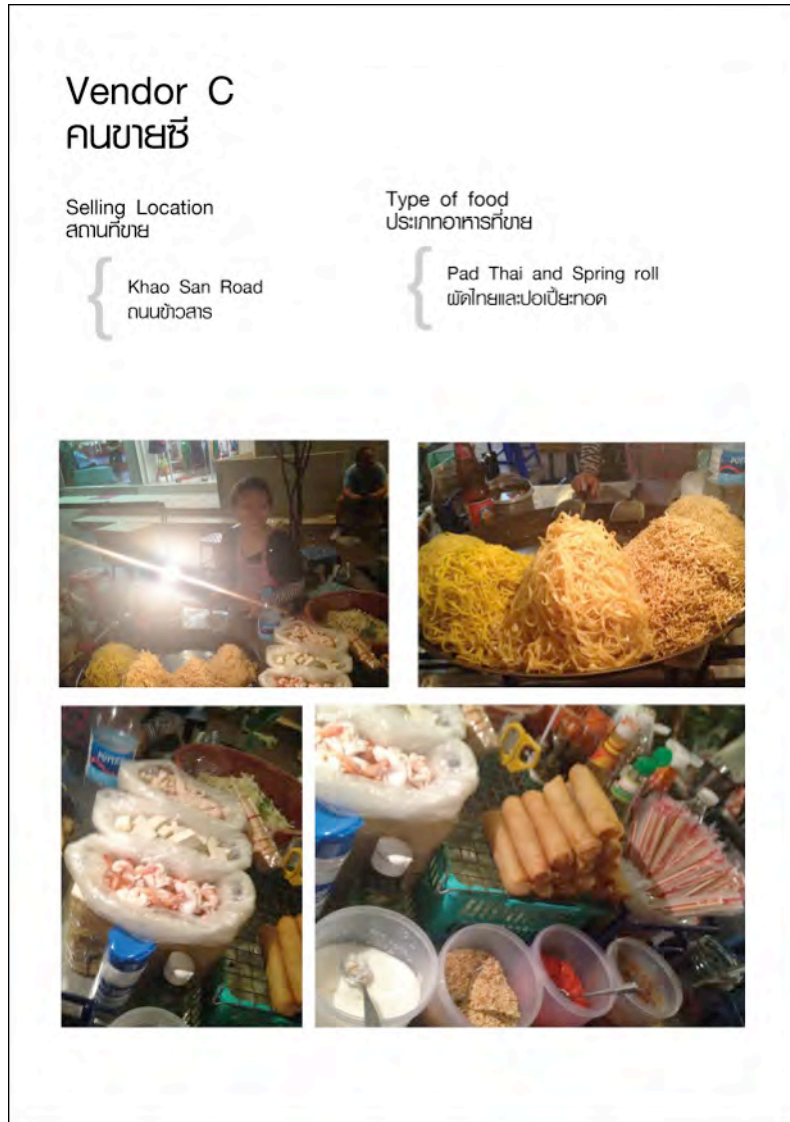 Vendor C
คนขายซี
Selling Location
สถานที่ขาย
Khao San Road
ถนนข้าวสาร
Type of food
ประเภทอาหารที่ขาย
Pad Thai and Spring roll
ผัดไทยและปอเปี๊ยะทอด